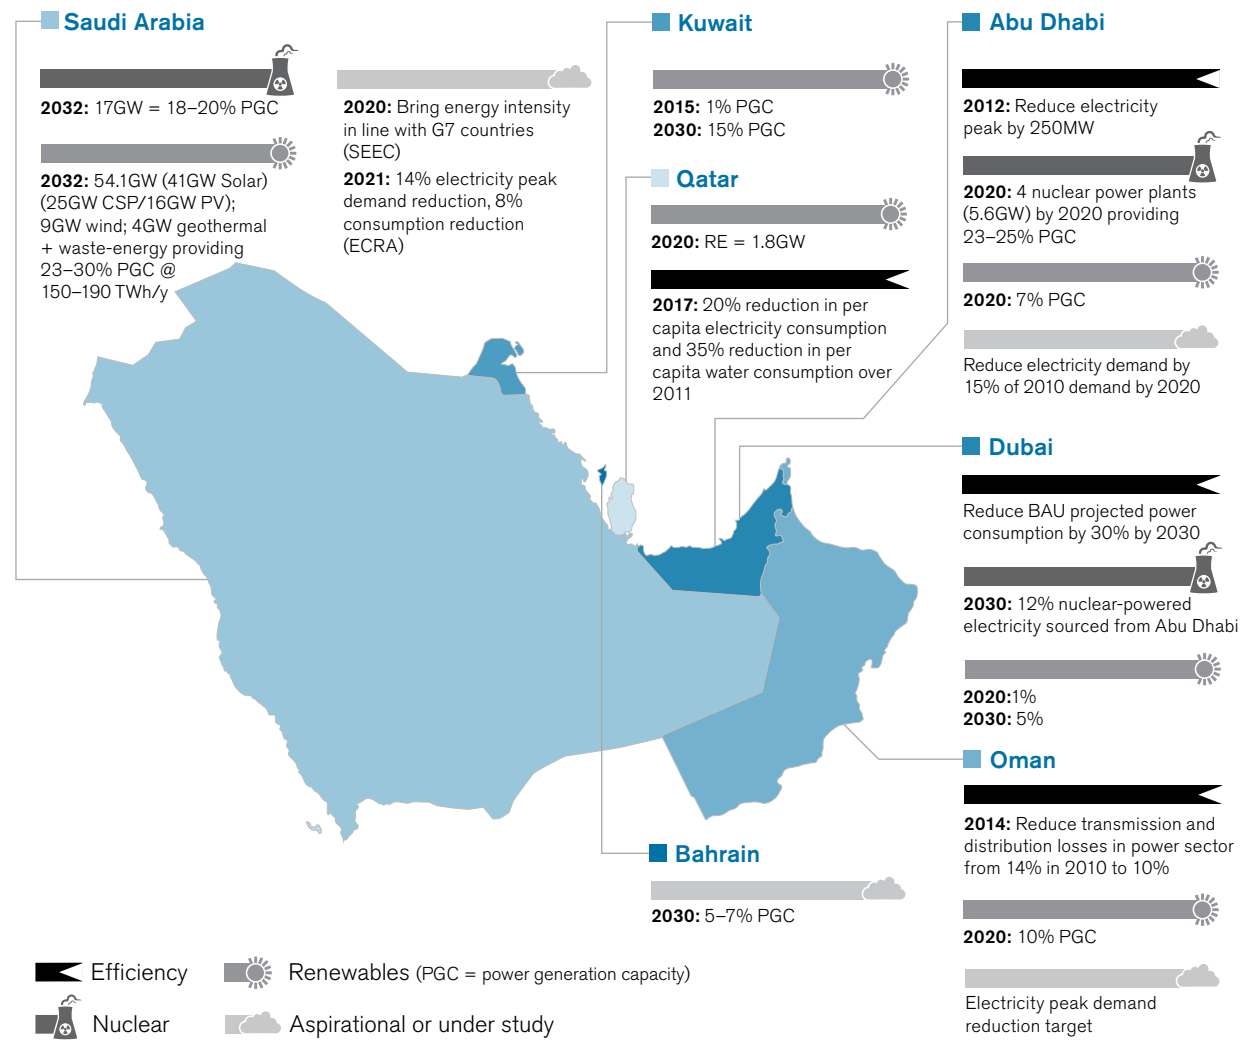 Saudi Arabia
2032: 17GW = 18–20% PGC
2032: 54.1GW (41GW Solar)
(25GW CSP/16GW PV);
9GW wind; 4GW geothermal
+ waste-energy providing
23–30% PGC @
150–190 TWh/y
2020: Bring energy intensity
in line with G7 countries
(SEEC)
2021: 14% electricity peak
demand reduction, 8%
consumption reduction
(ECRA)
Kuwait
2015: 1% PGC
2030: 15% PGC
Qatar
2020: RE = 1.8GW
2017: 20% reduction in per
capita electricity consumption
and 35% reduction in per
capita water consumption over
2011
Abu Dhabi
2012: Reduce electricity
peak by 250MW
2020: 4 nuclear power plants
(5.6GW) by 2020 providing
23–25% PGC
2020: 7% PGC
Reduce electricity demand by
15% of 2010 demand by 2020
Dubai
Reduce BAU projected power
consumption by 30% by 2030
2030: 12% nuclear-powered
electricity sourced from Abu Dhabi
2020:1%
2030: 5%
Oman
2014: Reduce transmission and
distribution losses in power sector
from 14% in 2010 to 10%
2020: 10% PGC
Electricity peak demand
reduction target
Bahrain
2030: 5–7% PGC
Efficiency
Renewables (PGC = power generation capacity)
Nuclear
Aspirational or under study